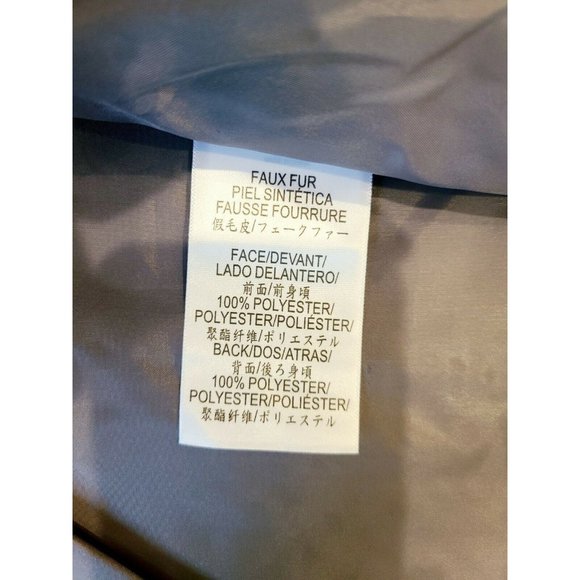 FAUX FUR
PIEL SINTÉTICA
FAUSSE FOURRURE
假毛皮/フェークファー
FACE/DEVANT/
LADO DELANTERO/
前面/前身頃
100% POLYESTER/
POLYESTER/POLIÉSTER/
聚酯纤维/ポリエステル
BACK/DOS/ATRAS/
背面/後ろ身頃
100% POLYESTER/
POLYESTER/POLIÉSTER/
聚酯纤维/ポリエステル